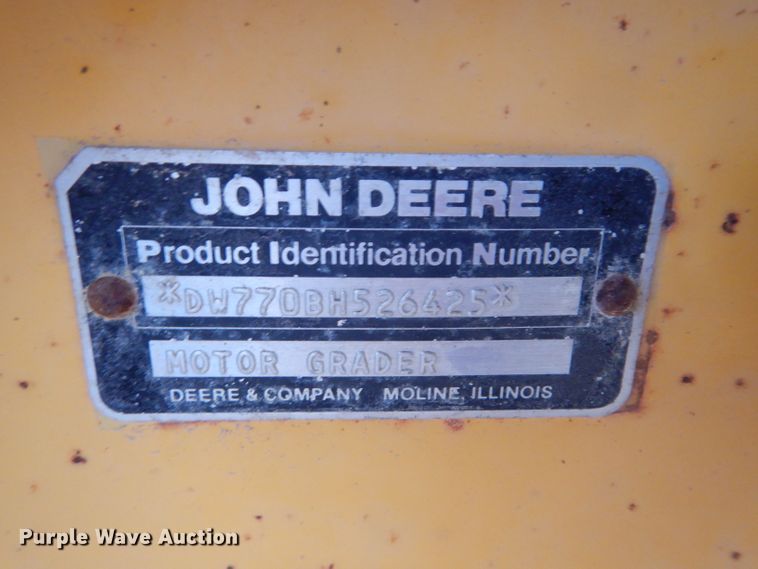 JOHN DEERE
Product Identification Number
*DW770BH526425*
MOTOR GRADER
DEERE & COMPANY MOLINE, ILLINOIS
Purple Wave Auction